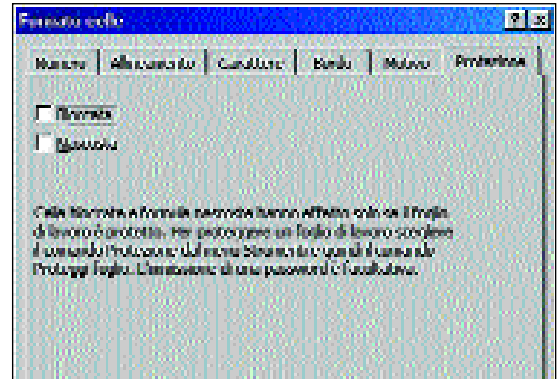 Formato celle
Numero Allineamento Carattere Bordo Motivo Protezione
Bloccata
Nascosta
Celle bloccate e formule nascoste hanno effetto solo se il foglio
di lavoro è protetto. Per proteggere un foglio di lavoro scegliere
il comando Protezione dal menu Strumenti e quindi il comando
Proteggi foglio. L'immissione di una password è facoltativa.